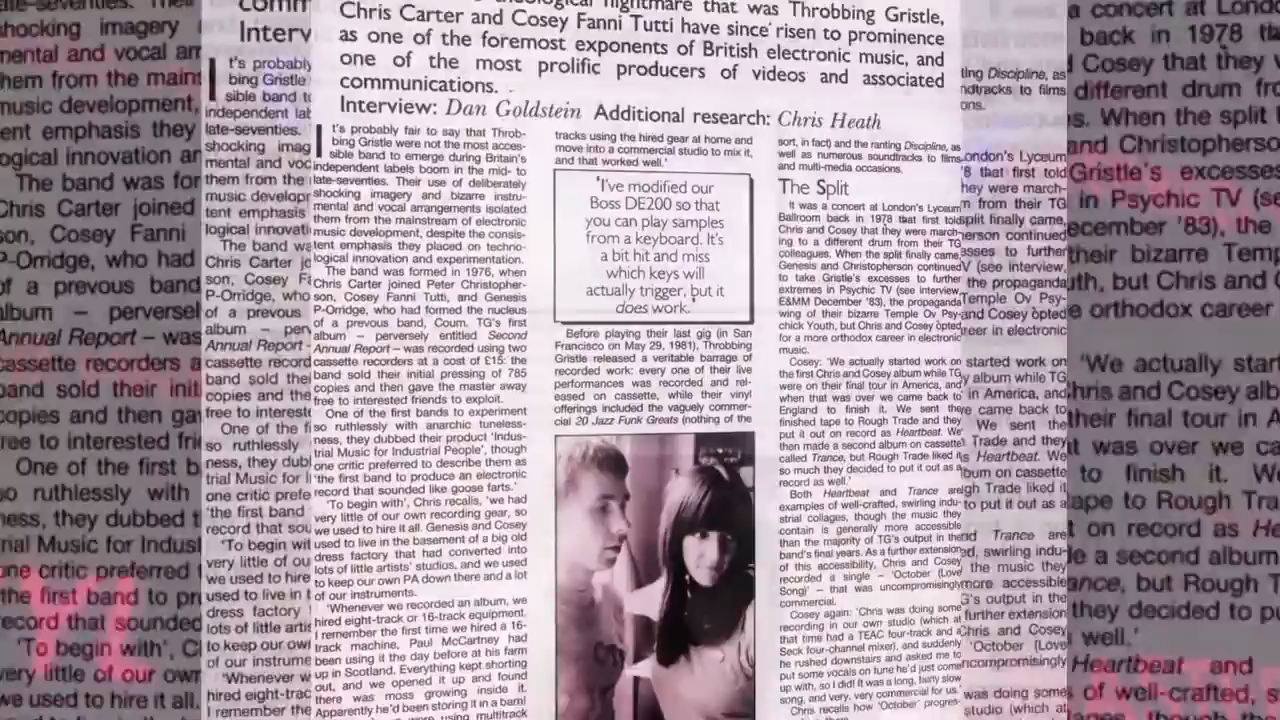 nightmare that was Throbbing Gristle,
Chris Carter and Cosey Fanni Tutti have since risen to prominence
as one of the foremost exponents of British electronic music, and
one of the most prolific producers of videos and associated
communications.
Interview: Dan Goldstein Additional research: Chris Heath
It's probably fair to say that Throb-
bing Gristle were not the most acces-
sible band to emerge during Britain's
independent labels boom in the mid- to
late-seventies. Their use of deliberately
shocking imagery and bizarre instru-
mental and vocal arrangements isolated
them from the mainstream of electronic
music development, despite the consis-
tent emphasis they placed on techno-
logical innovation and experimentation.
The band was formed in 1976, when
Chris Carter joined Peter Christopher-
son, Cosey Fanni Tutti, and Genesis
P-Orridge, who had formed the nucleus
of a prevous band, Coum. TG's first
album – perversely entitled Second
Annual Report – was recorded using two
cassette recorders at a cost of £15: the
band sold their initial pressing of 785
copies and then gave the master away
free to interested friends to exploit.
One of the first bands to experiment
so ruthlessly with anarchic tuneless-
ness, they dubbed their product 'Indus-
trial Music for Industrial People', though
one critic preferred to describe them as
'the first band to produce an electronic
record that sounded like goose farts.'
'To begin with', Chris recalls, 'we had
very little of our own recording gear, so
we used to hire it all. Genesis and Cosey
used to live in the basement of a big old
dress factory that had converted into
lots of little artists' studios, and we used
to keep our own PA down there and a lot
of our instruments.
'Whenever we recorded an album, we
hired eight-track or 16-track equipment.
I remember the first time we hired a 16-
track machine, Paul McCartney had
been using it the day before at his farm
up in Scotland. Everything kept shorting
out, and we opened it up and found
there was moss growing inside it.
Apparently he'd been storing it in a barn!
using multitrack
tracks using the hired gear at home and
move into a commercial studio to mix it,
and that worked well.'
'I've modified our
Boss DE200 so that
you can play samples
from a keyboard. It's
a bit hit and miss
which keys will
actually trigger, but it
does work.'
Before playing their last gig (in San
Francisco on May 29, 1981), Throbbing
Gristle released a veritable barrage of
recorded work: every one of their live
performances was recorded and rel-
eased on cassette, while their vinyl
offerings included the vaguely commer-
cial 20 Jazz Funk Greats (nothing of the
sort, in fact) and the ranting Discipline, as
well as numerous soundtracks to films
and multi-media occasions.
The Split
It was a concert at London's Lyceum
Ballroom back in 1978 that first told
Chris and Cosey that they were march-
ing to a different drum from their TG
colleagues. When the split finally came,
Genesis and Christopherson continued
to take Gristle's excesses to further
extremes in Psychic TV (see interview,
E&MM December '83), the propaganda
wing of their bizarre Temple Ov Psy-
chick Youth, but Chris and Cosey opted
for a more orthodox career in electronic
music.
Cosey: 'We actually started work on
the first Chris and Cosey album while TG
were on their final tour in America, and
when that was over we came back to
England to finish it. We sent the
finished tape to Rough Trade and they
put it out on record as Heartbeat. We
then made a second album on cassette
called Trance, but Rough Trade liked it
so much they decided to put it out as a
record as well.'
Both Heartbeat and Trance are
examples of well-crafted, swirling indu-
strial collages, though the music they
contain is generally more accessible
than the majority of TG's output in the
band's final years. As a further extension
of this accessibility, Chris and Cosey
recorded a single – 'October (Love
Song)' – that was uncompromisingly
commercial.
Cosey again: 'Chris was doing some
recording in our own studio (which at
that time had a TEAC four-track and a
Seck four-channel mixer), and suddenly
he rushed downstairs and asked me to
put some vocals on a tune he'd just come
up with, so I did. It was a long, fairly slow
song, and very, very commercial for us.'
Chris recalls how 'October' progres-